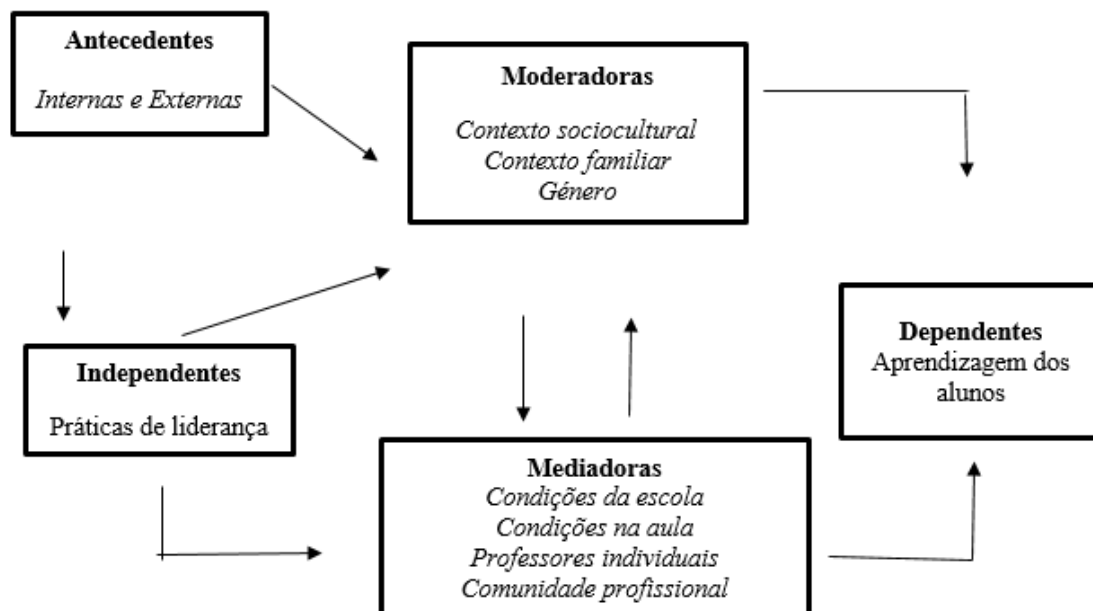 Antecedentes
Internas e Externas
Moderadoras
Contexto sociocultural
Contexto familiar
Género
Independentes
Práticas de liderança
Dependentes
Aprendizagem dos
alunos
Mediadoras
Condições da escola
Condições na aula
Professores individuais
Comunidade profissional